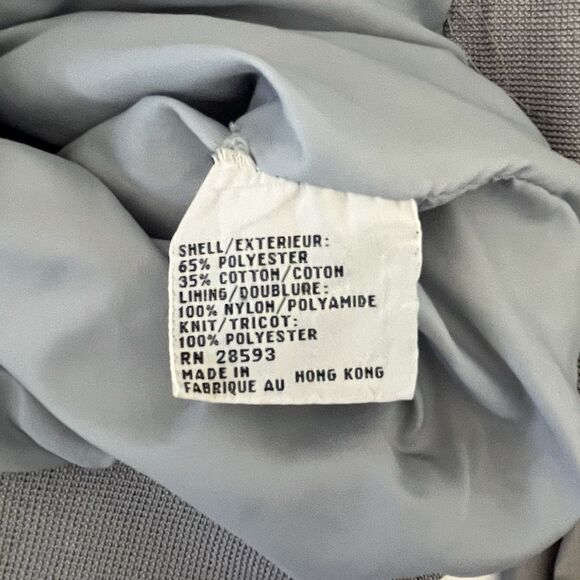 SHELL/EXTERIEUR:
65% POLYESTER
35% COTTON/COTON
LINING/DOUBLURE:
100% NYLON/POLYAMIDE
KNIT/TRICOT:
100% POLYESTER
RN 28593
MADE IN
FABRIQUE AU HONG KONG